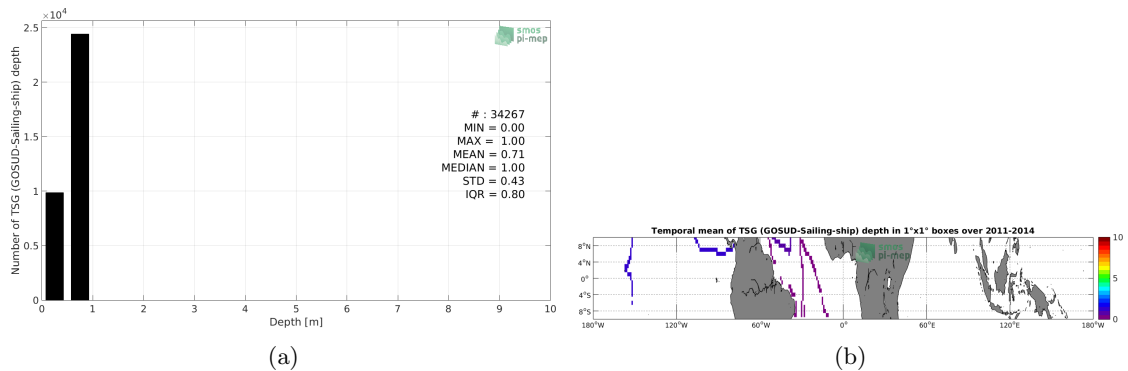 ×10⁴
2.5
2
1.5
1
0.5
0
Number of TSG (GOSUD-Sailing-ship) depth
smos
pi-mep
# : 34267
MIN = 0.00
MAX = 1.00
MEAN = 0.71
MEDIAN = 1.00
STD = 0.43
IQR = 0.80
0 1 2 3 4 5 6 7 8 9 10
Depth [m]
(a)
Temporal mean of TSG (GOSUD-Sailing-ship) depth in 1°x1° boxes over 2011-2014
smos
pi-mep
8°N
4°N
0°
4°S
8°S
180°W 120°W 60°W 0° 60°E 120°E 180°W
10
8
6
4
2
0
(b)